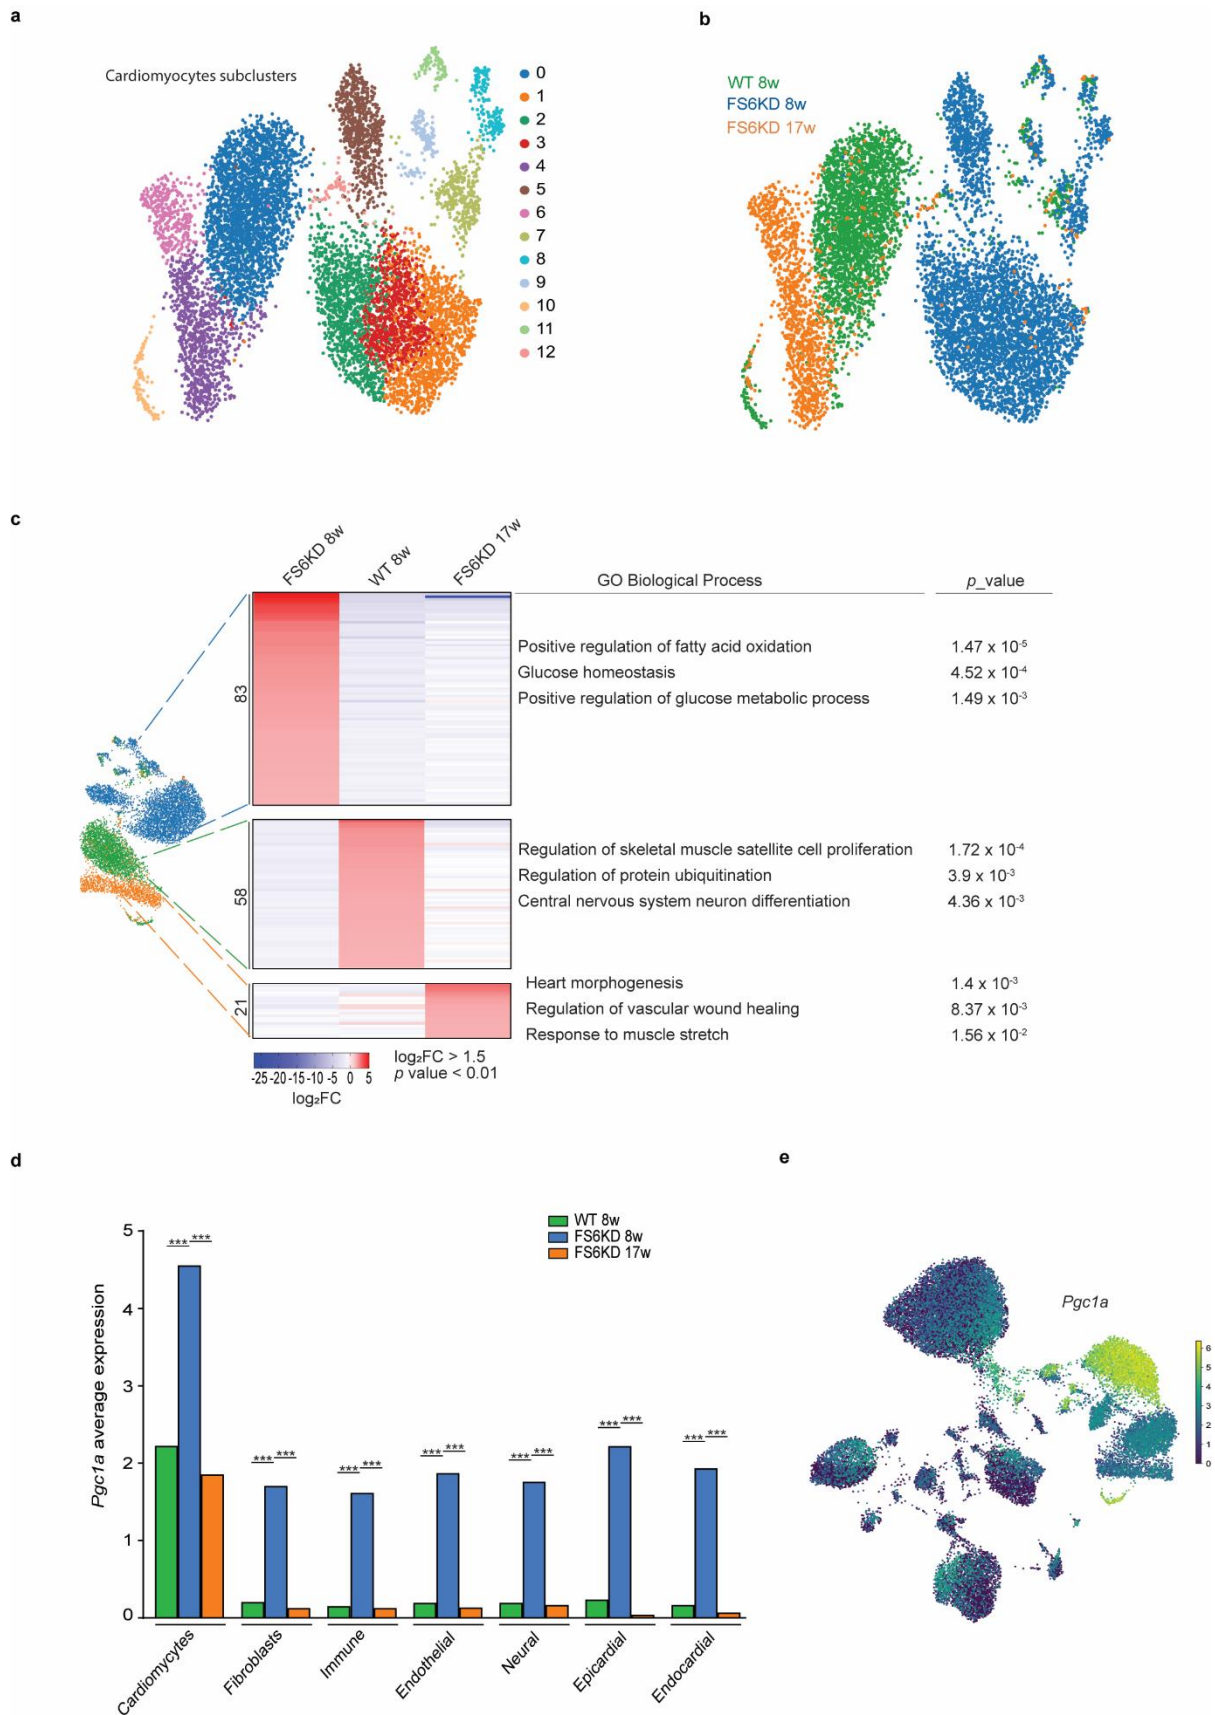 a
Cardiomyocytes subclusters
0
1
2
3
4
5
6
7
8
9
10
11
12
b
WT 8w
FS6KD 8w
FS6KD 17w
c
FS6KD 8w
WT 8w
FS6KD 17w
GO Biological Process
p_value
83
Positive regulation of fatty acid oxidation 1.47 x 10⁻⁵
Glucose homeostasis 4.52 x 10⁻⁴
Positive regulation of glucose metabolic process 1.49 x 10⁻³
58
Regulation of skeletal muscle satellite cell proliferation 1.72 x 10⁻⁴
Regulation of protein ubiquitination 3.9 x 10⁻³
Central nervous system neuron differentiation 4.36 x 10⁻³
21
Heart morphogenesis 1.4 x 10⁻³
Regulation of vascular wound healing 8.37 x 10⁻³
Response to muscle stretch 1.56 x 10⁻²
-25 -20 -15 -10 -5 0 5
log₂FC
log₂FC > 1.5
p value < 0.01
d
Pgc1a average expression
5
4
3
2
1
0
WT 8w
FS6KD 8w
FS6KD 17w
*** ***
*** ***
*** ***
*** ***
*** ***
*** ***
*** ***
Cardiomyocytes
Fibroblasts
Immune
Endothelial
Neural
Epicardial
Endocardial
e
Pgc1a
6
5
4
3
2
1
0